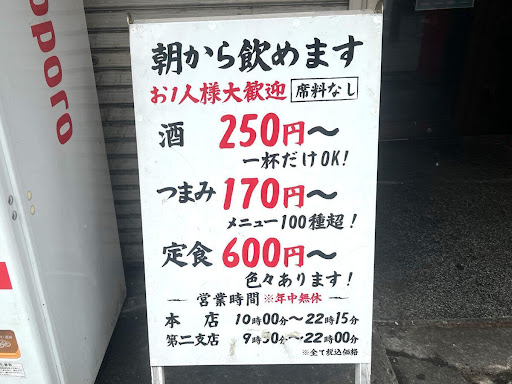 pporo
朝から飲めます
お1人様大歓迎 席料なし
酒 250円～
一杯だけOK!
つまみ 170円～
メニュー100種超!
定食 600円～
色々あります!
営業時間 ※年中無休
本店 10時00分～22時15分
第二支店 9時30分～22時00分
※全て税込価格